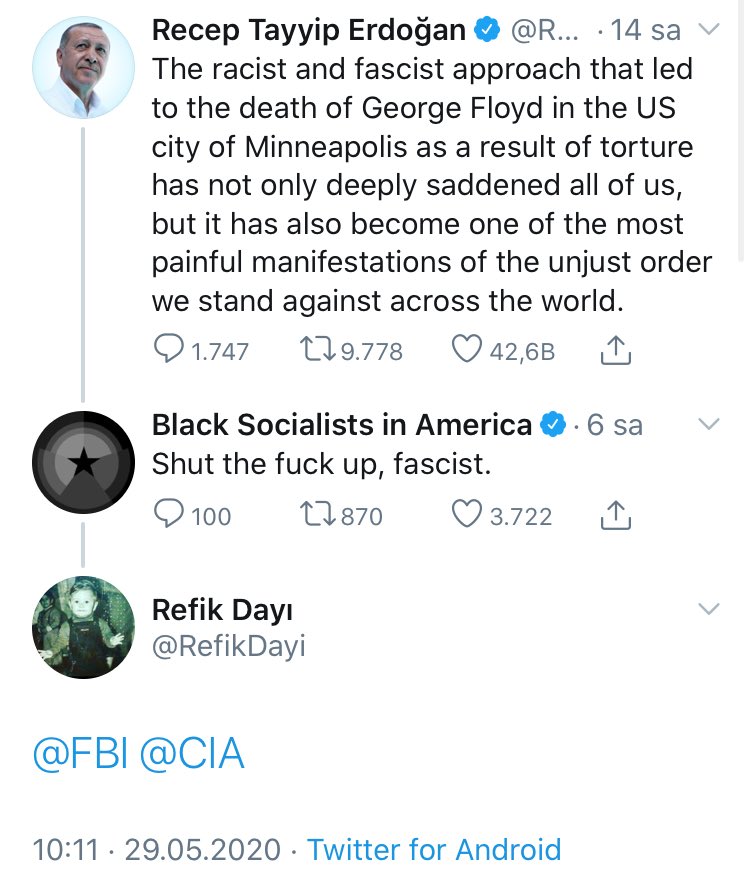 Recep Tayyip Erdoğan @R... · 14 sa
The racist and fascist approach that led
to the death of George Floyd in the US
city of Minneapolis as a result of torture
has not only deeply saddened all of us,
but it has also become one of the most
painful manifestations of the unjust order
we stand against across the world.
1.747 9.778 42,6B
Black Socialists in America · 6 sa
Shut the fuck up, fascist.
100 870 3.722
Refik Dayı
@RefikDayi
@FBI @CIA
10:11 · 29.05.2020 · Twitter for Android